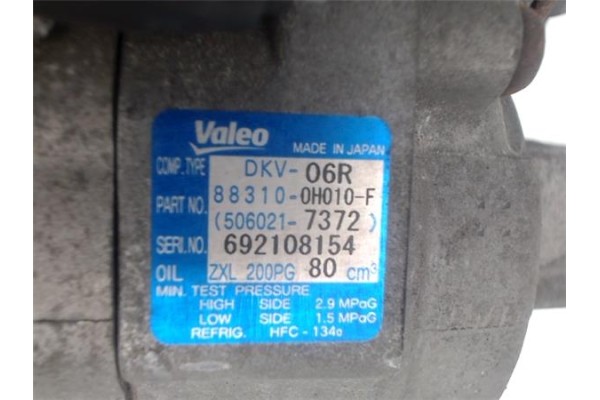 Valeo MADE IN JAPAN
COMP.TYPE DKV-06R
PART NO. 88310-0H010-F
(506021-7372)
SERI.NO. 692108154
OIL ZXL 200PG 80 cm³
MIN. TEST PRESSURE
HIGH SIDE 2.9 MPaG
LOW SIDE 1.5 MPaG
REFRIG. HFC-134a